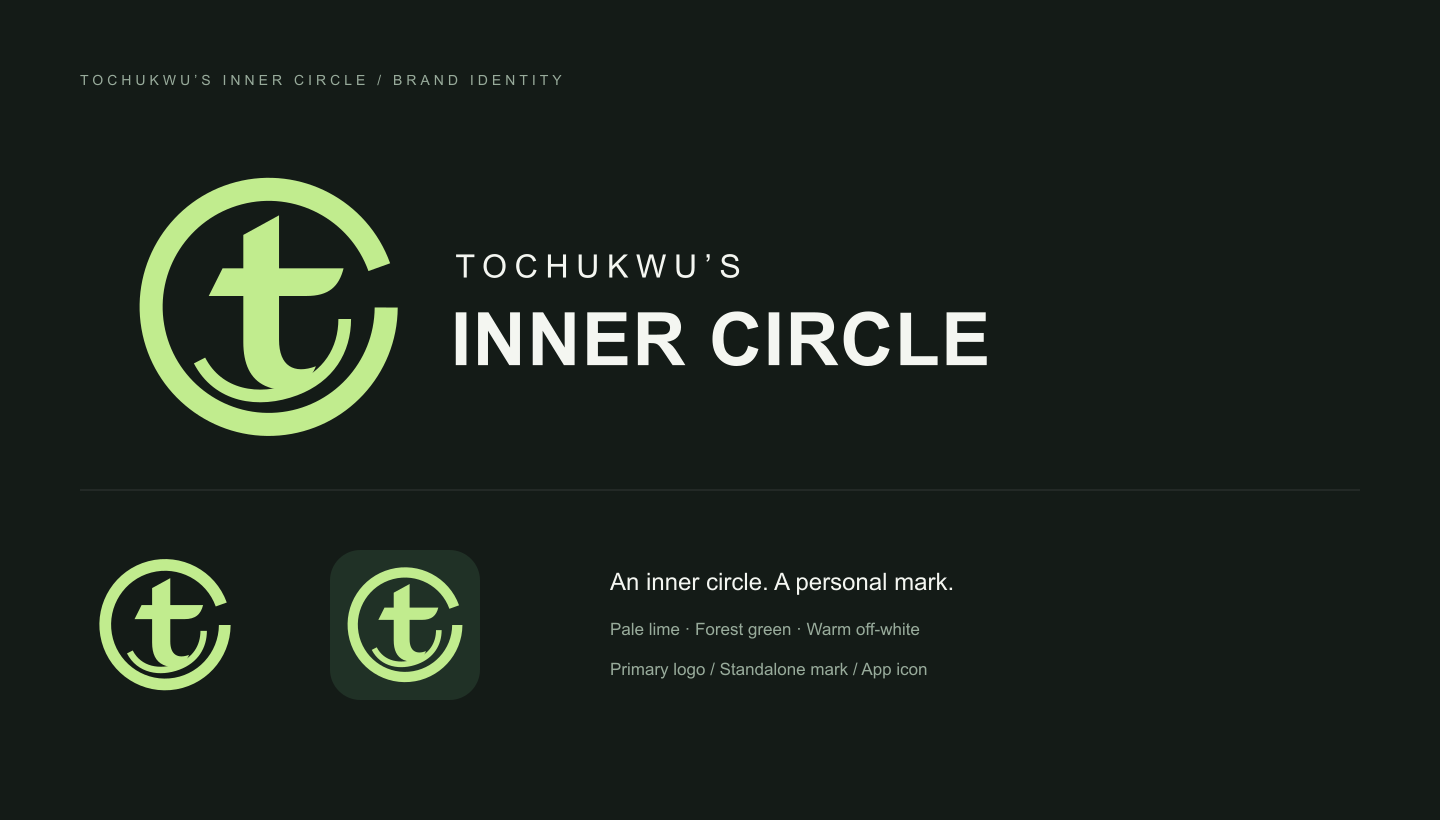 TOCHUKWU’S INNER CIRCLE / BRAND IDENTITY
t
TOCHUKWU’S
INNER CIRCLE
t
t
An inner circle. A personal mark.
Pale lime · Forest green · Warm off-white
Primary logo / Standalone mark / App icon